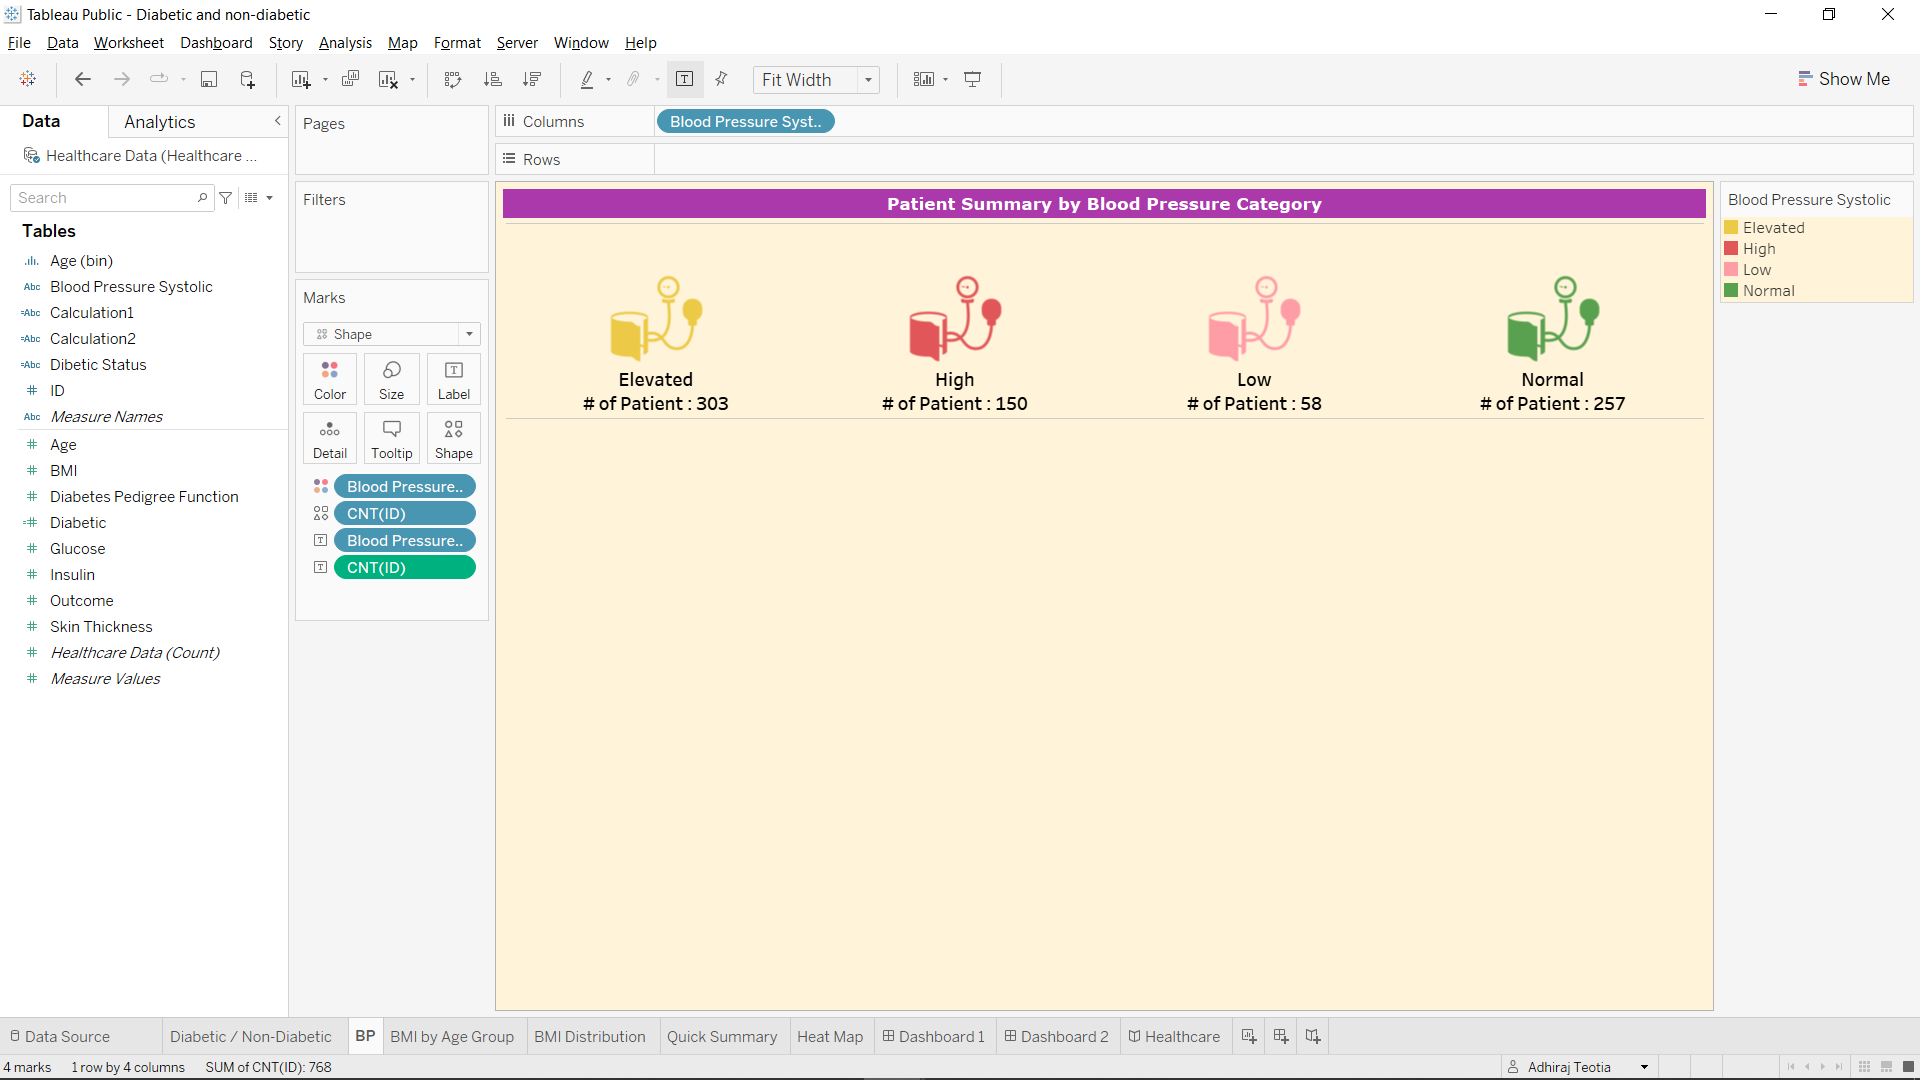 Tableau Public - Diabetic and non-diabetic
File Data Worksheet Dashboard Story Analysis Map Format Server Window Help
Fit Width
Show Me
Data Analytics
Healthcare Data (Healthcare ...
Search
Tables
Age (bin)
Abc Blood Pressure Systolic
=Abc Calculation1
=Abc Calculation2
=Abc Dibetic Status
# ID
Abc Measure Names
# Age
# BMI
# Diabetes Pedigree Function
=# Diabetic
# Glucose
# Insulin
# Outcome
# Skin Thickness
# Healthcare Data (Count)
# Measure Values
Pages
Filters
Marks
Shape
Color Size Label
Detail Tooltip Shape
Blood Pressure..
CNT(ID)
Blood Pressure..
CNT(ID)
Columns Blood Pressure Syst..
Rows
Patient Summary by Blood Pressure Category
Elevated
# of Patient : 303
High
# of Patient : 150
Low
# of Patient : 58
Normal
# of Patient : 257
Blood Pressure Systolic
Elevated
High
Low
Normal
Data Source Diabetic / Non-Diabetic BP BMI by Age Group BMI Distribution Quick Summary Heat Map Dashboard 1 Dashboard 2 Healthcare
4 marks 1 row by 4 columns SUM of CNT(ID): 768 Adhiraj Teotia